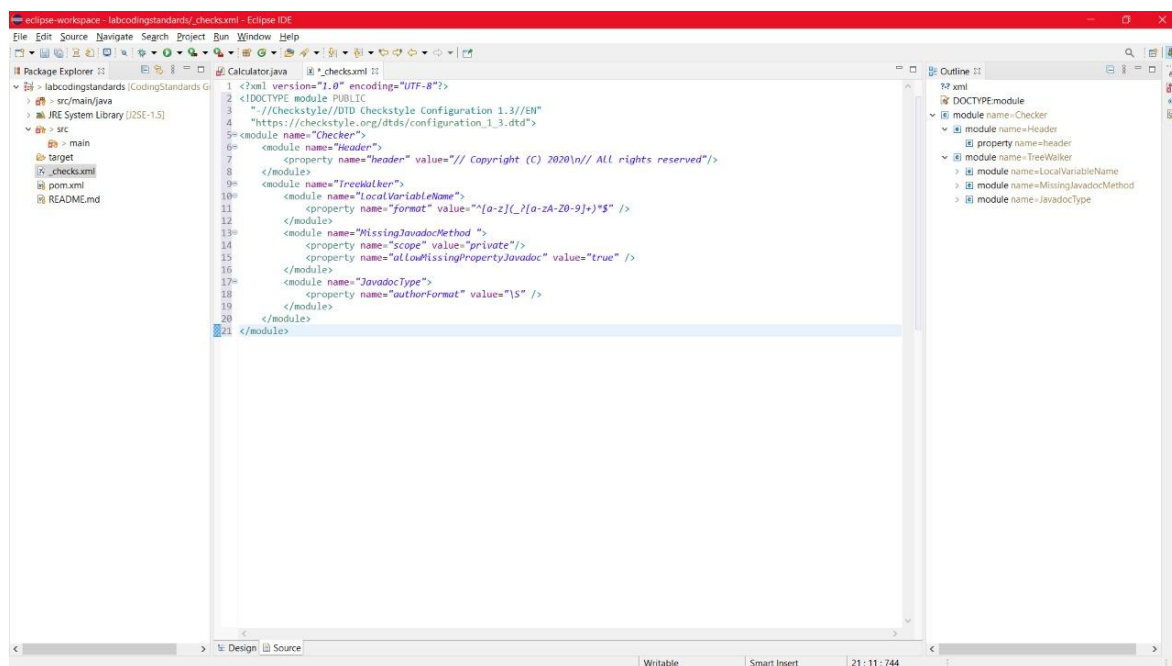 eclipse-workspace - labcodingstandards/_checks.xml - Eclipse IDE
File Edit Source Navigate Search Project Run Window Help
Package Explorer
Calculator.java
*_checks.xml
Outline
> labcodingstandards [CodingStandards Gi
> src/main/java
JRE System Library [J2SE-1.5]
> src
> main
target
_checks.xml
pom.xml
README.md
1 <?xml version="1.0" encoding="UTF-8"?>
2 <!DOCTYPE module PUBLIC
3 "-//Checkstyle//DTD Checkstyle Configuration 1.3//EN"
4 "https://checkstyle.org/dtds/configuration_1_3.dtd">
5 <module name="Checker">
6 <module name="Header">
7 <property name="header" value="// Copyright (C) 2020\n// All rights reserved"/>
8 </module>
9 <module name="TreeWalker">
10 <module name="LocalVariableName">
11 <property name="format" value="^[a-z](_?[a-zA-Z0-9]+)*$" />
12 </module>
13 <module name="MissingJavadocMethod ">
14 <property name="scope" value="private"/>
15 <property name="allowMissingPropertyJavadoc" value="true" />
16 </module>
17 <module name="JavadocType">
18 <property name="authorFormat" value="\S" />
19 </module>
20 </module>
21 </module>
?=? xml
DOCTYPE:module
module name=Checker
module name=Header
property name=header
module name=TreeWalker
module name=LocalVariableName
module name=MissingJavadocMethod
module name=JavadocType
Design Source
Writable Smart Insert 21 : 11 : 744